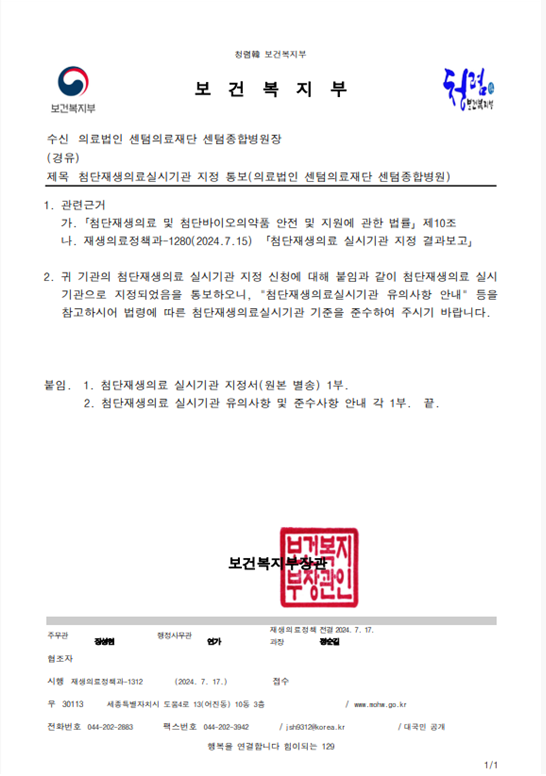 청렴韓 보건복지부
보건복지부
보 건 복 지 부
청렴
보건복지부
수신 의료법인 센텀의료재단 센텀종합병원장
(경유)
제목 첨단재생의료실시기관 지정 통보(의료법인 센텀의료재단 센텀종합병원)
1. 관련근거
가. 「첨단재생의료 및 첨단바이오의약품 안전 및 지원에 관한 법률」 제10조
나. 재생의료정책과-1280(2024.7.15) 「첨단재생의료 실시기관 지정 결과보고」
2. 귀 기관의 첨단재생의료 실시기관 지정 신청에 대해 붙임과 같이 첨단재생의료 실시
기관으로 지정되었음을 통보하오니, "첨단재생의료실시기관 유의사항 안내" 등을
참고하시어 법령에 따른 첨단재생의료실시기관 기준을 준수하여 주시기 바랍니다.
붙임. 1. 첨단재생의료 실시기관 지정서(원본 별송) 1부.
2. 첨단재생의료 실시기관 유의사항 및 준수사항 안내 각 1부. 끝.
보건복지부장관
보건복지
부장관인
주무관 행정사무관 재생의료정책 전결 2024. 7. 17.
과장
협조자
시행 재생의료정책과-1312 (2024. 7. 17.) 접수
우 30113 세종특별자치시 도움4로 13(어진동) 10동 3층 / www.mohw.go.kr
전화번호 044-202-2883 팩스번호 044-202-3942 / jsh9312@korea.kr / 대국민 공개
행복을 연결합니다 힘이되는 129
1/1